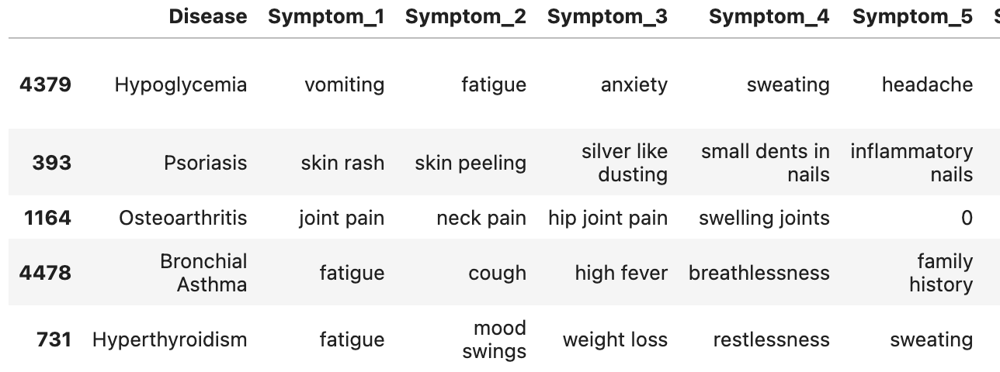 Disease Symptom_1 Symptom_2 Symptom_3 Symptom_4 Symptom_5 S
4379 Hypoglycemia vomiting fatigue anxiety sweating headache
393 Psoriasis skin rash skin peeling silver like dusting small dents in nails inflammatory nails
1164 Osteoarthritis joint pain neck pain hip joint pain swelling joints 0
4478 Bronchial Asthma fatigue cough high fever breathlessness family history
731 Hyperthyroidism fatigue mood swings weight loss restlessness sweating